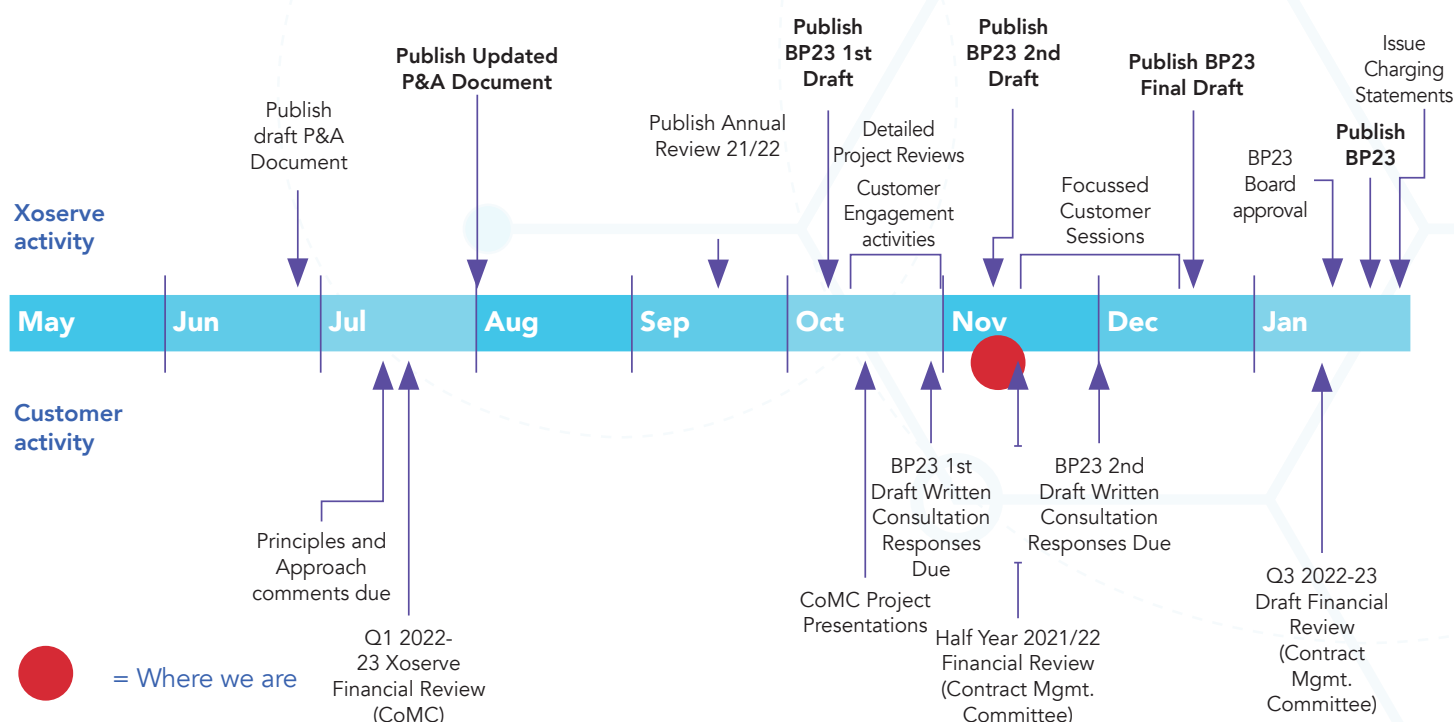 Publish
draft P&A
Document
Publish Updated
P&A Document
Publish Annual
Review 21/22
Publish
BP23 1st
Draft
Detailed
Project Reviews
Customer
Engagement
activities
Publish
BP23 2nd
Draft
Focussed
Customer
Sessions
Publish BP23
Final Draft
BP23
Board
approval
Publish
BP23
Issue
Charging
Statements
Xoserve
activity
May
Jun
Jul
Aug
Sep
Oct
Nov
Dec
Jan
Customer
activity
Principles and
Approach
comments due
Q1 2022-
23 Xoserve
Financial Review
(CoMC)
CoMC Project
Presentations
BP23 1st
Draft Written
Consultation
Responses
Due
Half Year 2021/22
Financial Review
(Contract Mgmt.
Committee)
BP23 2nd
Draft Written
Consultation
Responses Due
Q3 2022-23
Draft Financial
Review
(Contract
Mgmt.
Committee)
= Where we are